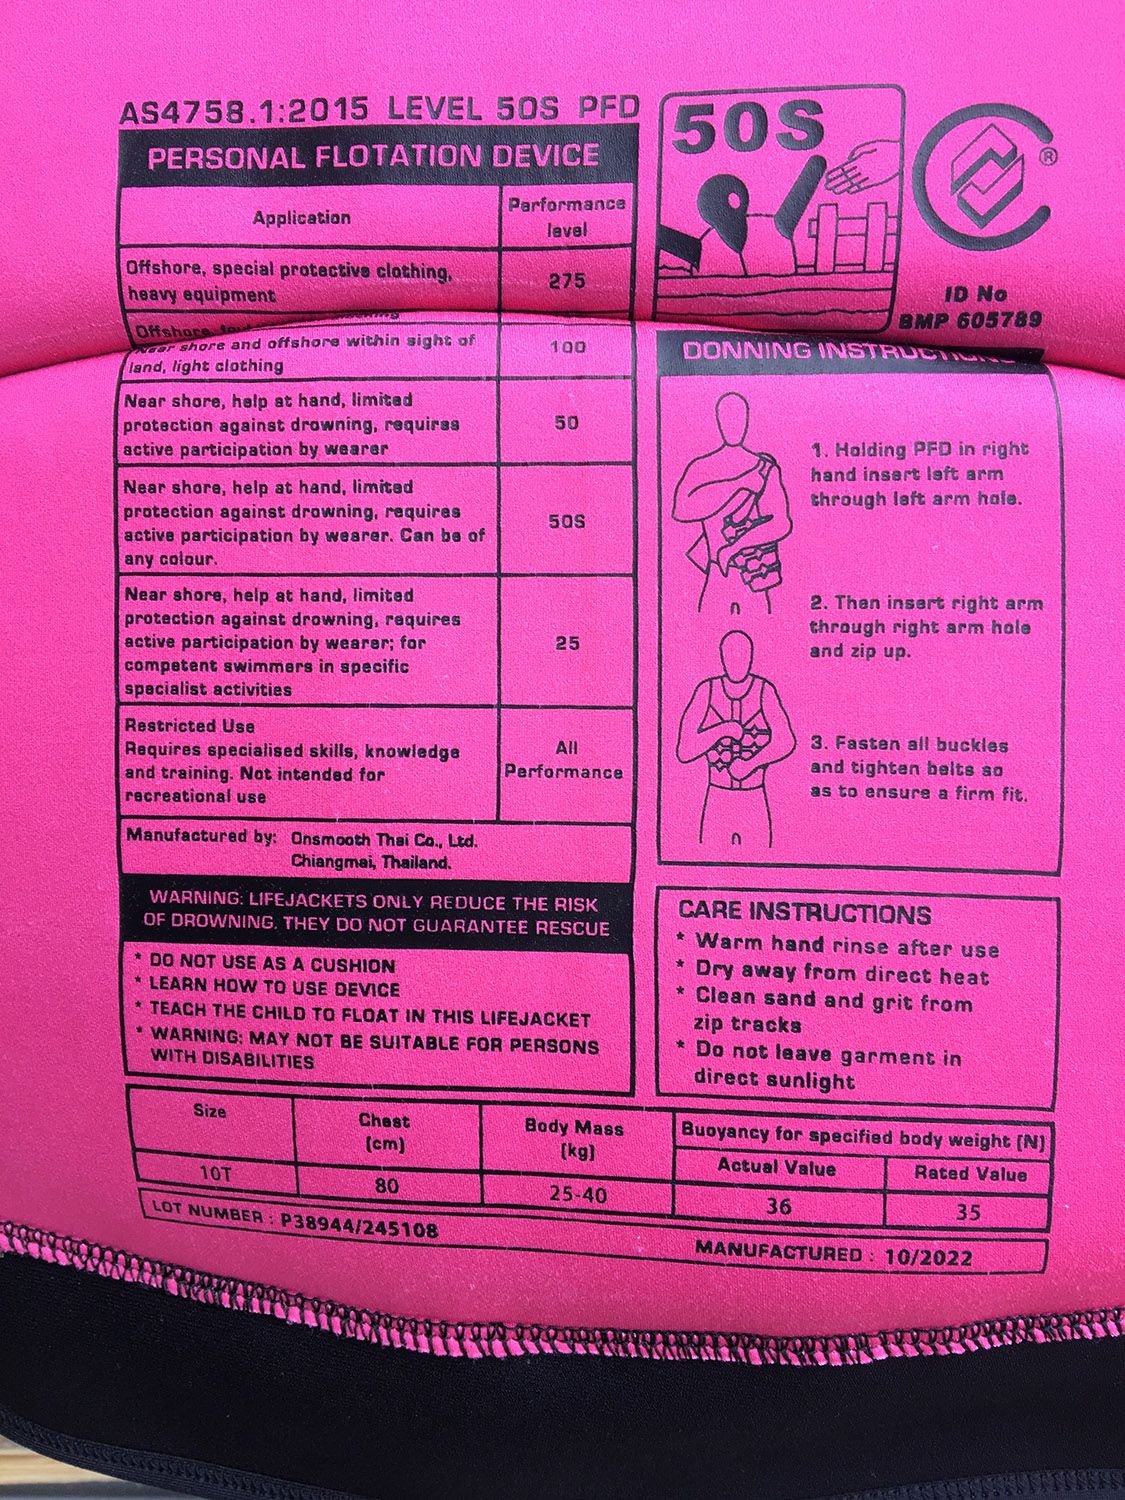 AS4758.1:2015 LEVEL 50S PFD
PERSONAL FLOTATION DEVICE
Application
Performance
level
Offshore, special protective clothing,
heavy equipment
275
Offshore,
Near shore and offshore within sight of
land, light clothing
100
Near shore, help at hand, limited
protection against drowning, requires
active participation by wearer
50
Near shore, help at hand, limited
protection against drowning, requires
active participation by wearer. Can be of
any colour.
50S
Near shore, help at hand, limited
protection against drowning, requires
active participation by wearer; for
competent swimmers in specific
specialist activities
25
Restricted Use
Requires specialised skills, knowledge
and training. Not intended for
recreational use
All
Performance
Manufactured by: Onsmooth Thai Co., Ltd.
Chiangmai, Thailand.
WARNING: LIFEJACKETS ONLY REDUCE THE RISK
OF DROWNING. THEY DO NOT GUARANTEE RESCUE
* DO NOT USE AS A CUSHION
* LEARN HOW TO USE DEVICE
* TEACH THE CHILD TO FLOAT IN THIS LIFEJACKET
* WARNING: MAY NOT BE SUITABLE FOR PERSONS
WITH DISABILITIES
50S
®
ID No
BMP 605789
DONNING INSTRUCTIONS
1. Holding PFD in right
hand insert left arm
through left arm hole.
2. Then insert right arm
through right arm hole
and zip up.
3. Fasten all buckles
and tighten belts so
as to ensure a firm fit.
CARE INSTRUCTIONS
* Warm hand rinse after use
* Dry away from direct heat
* Clean sand and grit from
zip tracks
* Do not leave garment in
direct sunlight
Size
Chest
(cm)
Body Mass
(kg)
Buoyancy for specified body weight (N)
Actual Value
Rated Value
10T
80
25-40
36
35
LOT NUMBER : P38944/245108
MANUFACTURED : 10/2022